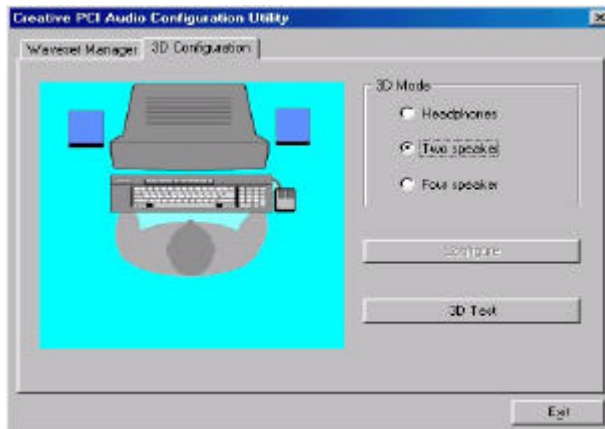 Creative PCI Audio Configuration Utility
Waveset Manager
3D Configuration
3D Mode
Headphones
Two speaker
Four speaker
Configure
3D Test
Exit